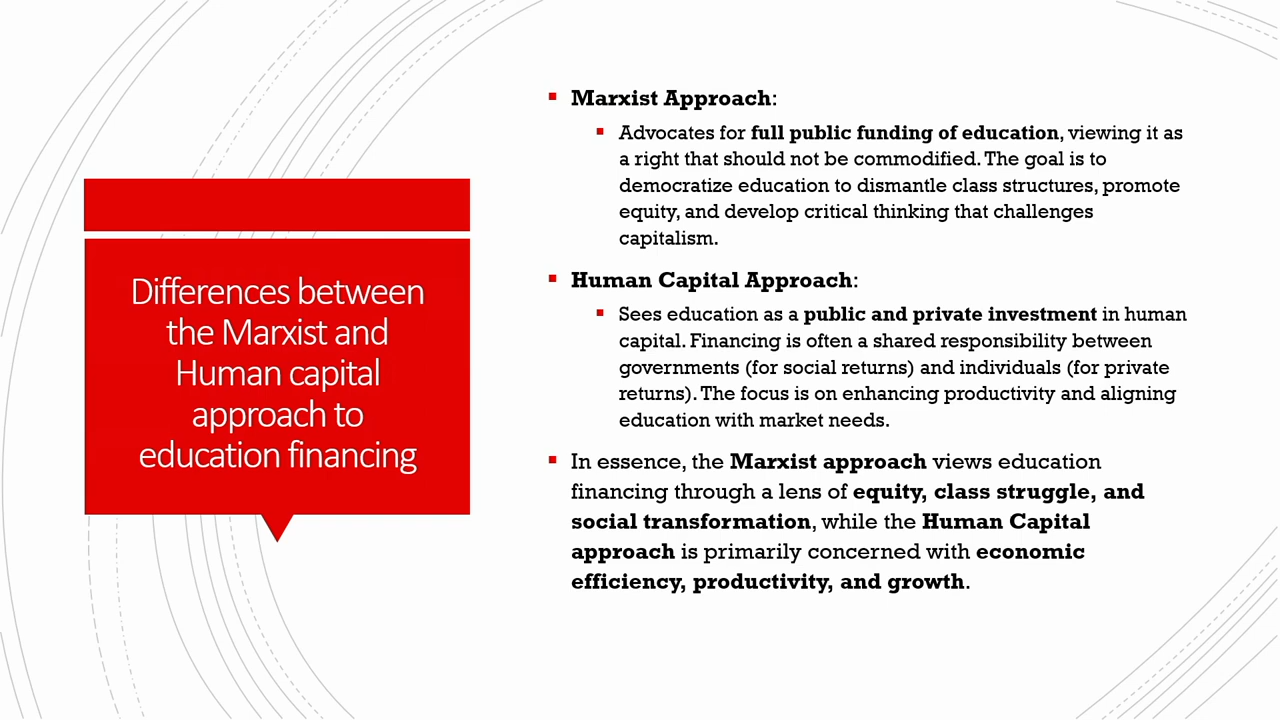 Differences between
the Marxist and
Human capital
approach to
education financing
Marxist Approach:
Advocates for full public funding of education, viewing it as
a right that should not be commodified. The goal is to
democratize education to dismantle class structures, promote
equity, and develop critical thinking that challenges
capitalism.
Human Capital Approach:
Sees education as a public and private investment in human
capital. Financing is often a shared responsibility between
governments (for social returns) and individuals (for private
returns). The focus is on enhancing productivity and aligning
education with market needs.
In essence, the Marxist approach views education
financing through a lens of equity, class struggle, and
social transformation, while the Human Capital
approach is primarily concerned with economic
efficiency, productivity, and growth.